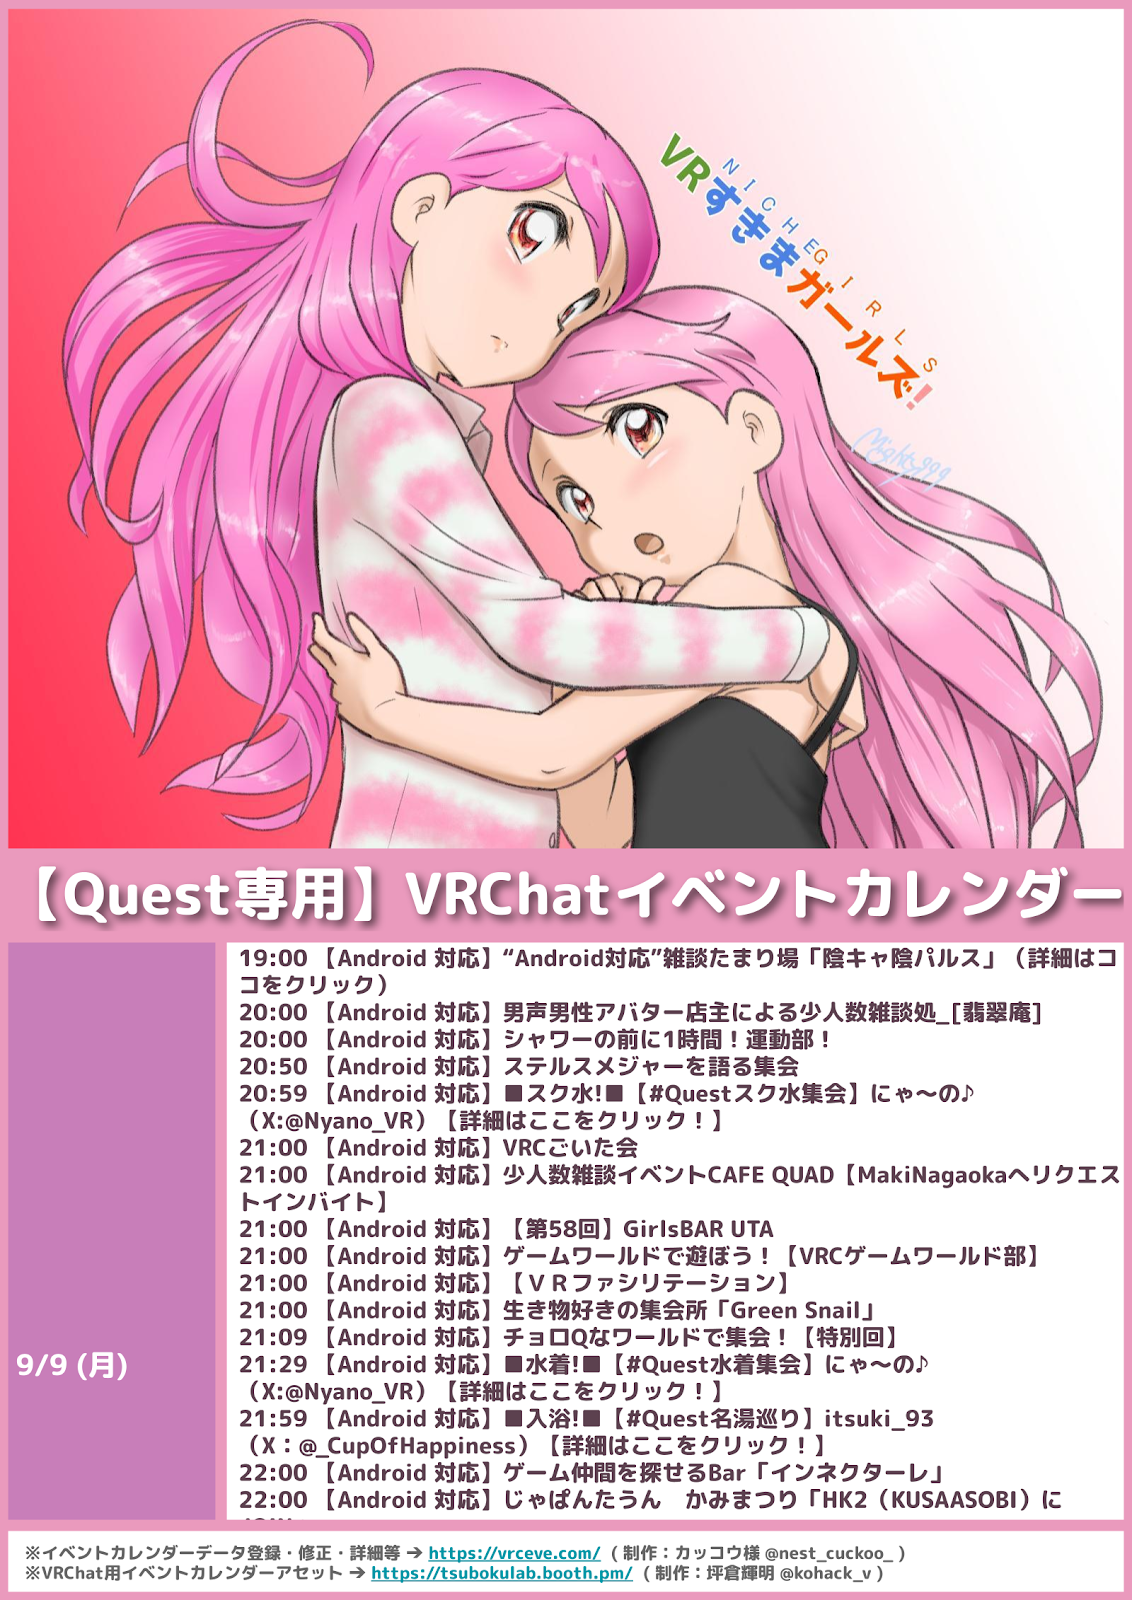 NICHE GIRLS
VRすきまガールズ!
Mighty999
【Quest専用】VRChatイベントカレンダー
9/9 (月)
19:00 【Android 対応】“Android対応”雑談たまり場「陰キャ陰パルス」（詳細はコ
コをクリック）
20:00 【Android 対応】男声男性アバター店主による少人数雑談処_[翡翠庵]
20:00 【Android 対応】シャワーの前に1時間！運動部！
20:50 【Android 対応】ステルスメジャーを語る集会
20:59 【Android 対応】■スク水!■【#Questスク水集会】にゃ～の♪
（X:@Nyano_VR）【詳細はここをクリック！】
21:00 【Android 対応】VRCごいた会
21:00 【Android 対応】少人数雑談イベントCAFE QUAD【MakiNagaokaへリクエス
トインバイト】
21:00 【Android 対応】【第58回】GirlsBAR UTA
21:00 【Android 対応】ゲームワールドで遊ぼう！【VRCゲームワールド部】
21:00 【Android 対応】【ＶＲファシリテーション】
21:00 【Android 対応】生き物好きの集会所「Green Snail」
21:09 【Android 対応】チョロQなワールドで集会！【特別回】
21:29 【Android 対応】■水着!■【#Quest水着集会】にゃ～の♪
（X:@Nyano_VR）【詳細はここをクリック！】
21:59 【Android 対応】■入浴!■【#Quest名湯巡り】itsuki_93
（X：@_CupOfHappiness）【詳細はここをクリック！】
22:00 【Android 対応】ゲーム仲間を探せるBar「インネクターレ」
22:00 【Android 対応】じゃぱんたうん　かみまつり「HK2（KUSAASOBI）に
※イベントカレンダーデータ登録・修正・詳細等 ➔ https://vrceve.com/ （制作：カッコウ様 @nest_cuckoo_ ）
※VRChat用イベントカレンダーアセット ➔ https://tsubokulab.booth.pm/ （制作：坪倉輝明 @kohack_v ）